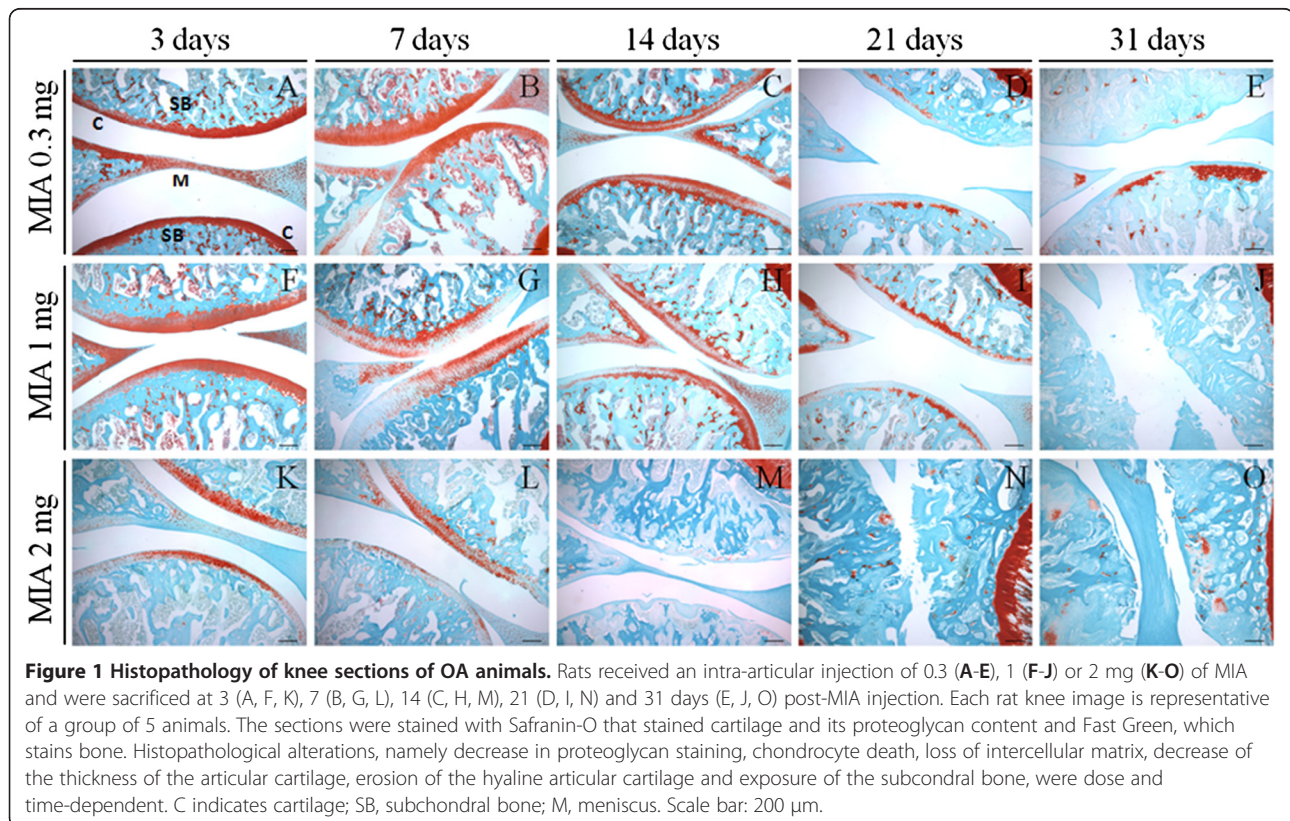 3 days 7 days 14 days 21 days 31 days
MIA 0.3 mg
A B C D E
SB
C
M
SB C
MIA 1 mg
F G H I J
MIA 2 mg
K L M N O
Figure 1 Histopathology of knee sections of OA animals. Rats received an intra-articular injection of 0.3 (A-E), 1 (F-J) or 2 mg (K-O) of MIA
and were sacrificed at 3 (A, F, K), 7 (B, G, L), 14 (C, H, M), 21 (D, I, N) and 31 days (E, J, O) post-MIA injection. Each rat knee image is representative
of a group of 5 animals. The sections were stained with Safranin-O that stained cartilage and its proteoglycan content and Fast Green, which
stains bone. Histopathological alterations, namely decrease in proteoglycan staining, chondrocyte death, loss of intercellular matrix, decrease of
the thickness of the articular cartilage, erosion of the hyaline articular cartilage and exposure of the subcondral bone, were dose and
time-dependent. C indicates cartilage; SB, subchondral bone; M, meniscus. Scale bar: 200 μm.